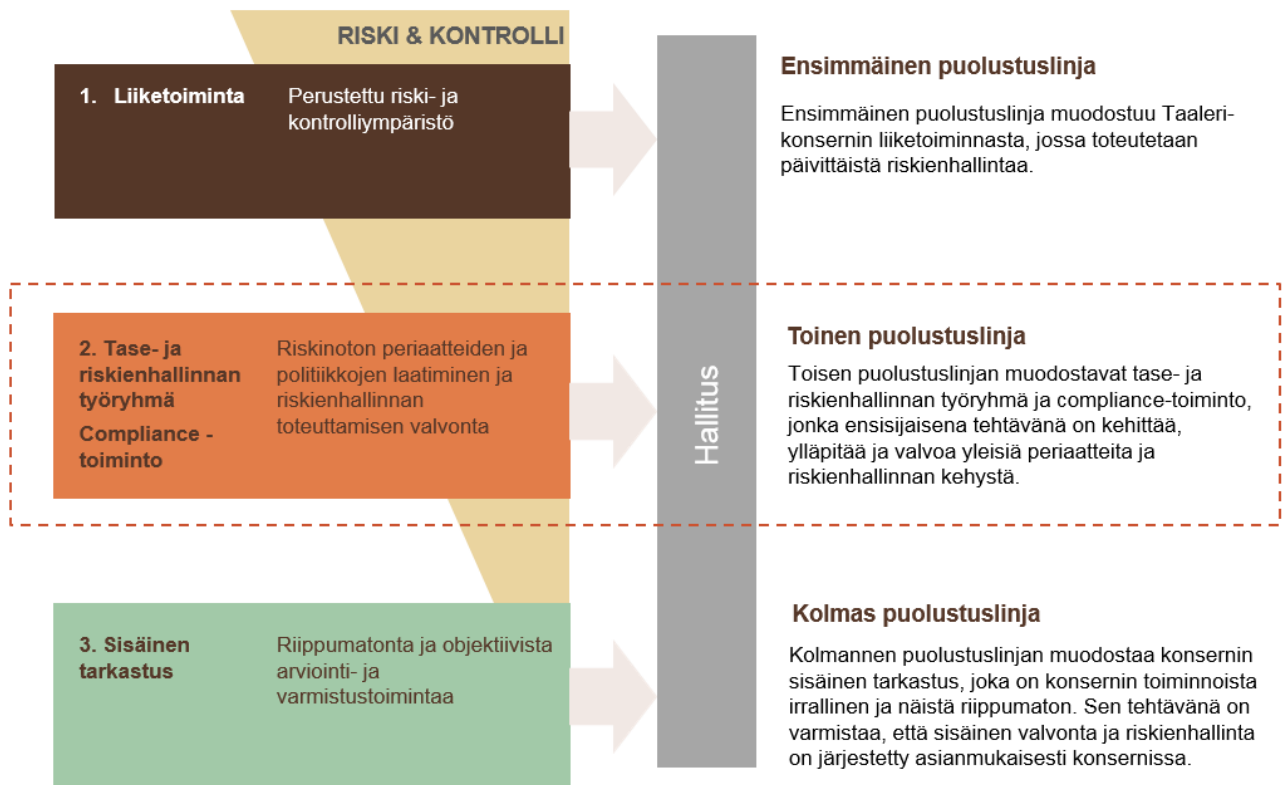 RISKI & KONTROLLI
1. Liiketoiminta
Perustettu riski- ja
kontrolliympäristö
Ensimmäinen puolustuslinja
Ensimmäinen puolustuslinja muodostuu Taaleri-
konsernin liiketoiminnasta, jossa toteutetaan
päivittäistä riskienhallintaa.
Hallitus
2. Tase- ja
riskienhallinnan
työryhmä
Compliance -
toiminto
Riskinoton periaatteiden ja
politiikkojen laatiminen ja
riskienhallinnan
toteuttamisen valvonta
Toinen puolustuslinja
Toisen puolustuslinjan muodostavat tase- ja
riskienhallinnan työryhmä ja compliance-toiminto,
jonka ensisijaisena tehtävänä on kehittää,
ylläpitää ja valvoa yleisiä periaatteita ja
riskienhallinnan kehystä.
3. Sisäinen
tarkastus
Riippumatonta ja objektiivista
arviointi- ja
varmistustoimintaa
Kolmas puolustuslinja
Kolmannen puolustuslinjan muodostaa konsernin
sisäinen tarkastus, joka on konsernin toiminnoista
irrallinen ja näistä riippumaton. Sen tehtävänä on
varmistaa, että sisäinen valvonta ja riskienhallinta
on järjestetty asianmukaisesti konsernissa.